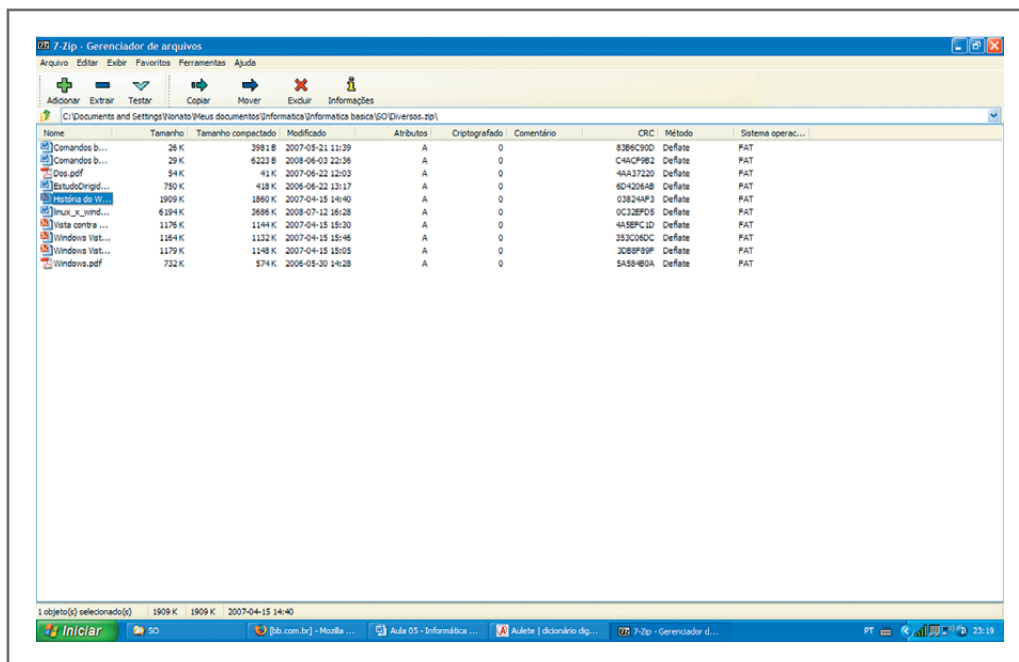 7-Zip - Gerenciador de arquivos
Arquivo Editar Exibir Favoritos Ferramentas Ajuda
Adicionar Extrair Testar Copiar Mover Excluir Informações
C:\Documents and Settings\Nonato\Meus documentos\Informatica\Informatica basica\SO\Diversos.zip\
Nome Tamanho Tamanho compactado Modificado Atributos Criptografado Comentário CRC Método Sistema operac...
Comandos b... 26 K 3981 B 2007-05-21 11:39 A 0 83B6C90D Deflate FAT
Comandos b... 29 K 6223 B 2008-06-03 22:36 A 0 C4ACF9B2 Deflate FAT
Dos.pdf 54 K 41 K 2007-06-22 12:03 A 0 4AA37220 Deflate FAT
EstudoDirigid... 750 K 418 K 2006-06-22 13:17 A 0 6D4206AB Deflate FAT
História do W... 1909 K 1860 K 2007-04-15 14:40 A 0 03824AF3 Deflate FAT
linux_x_wind... 6194 K 3686 K 2008-07-12 16:28 A 0 0C32EFD5 Deflate FAT
Vista contra ... 1176 K 1144 K 2007-04-15 15:30 A 0 4A5EFC1D Deflate FAT
Windows Vist... 1164 K 1132 K 2007-04-15 15:46 A 0 353C06DC Deflate FAT
Windows Vist... 1179 K 1148 K 2007-04-15 15:05 A 0 3DB8F89F Deflate FAT
Windows.pdf 732 K 574 K 2006-05-30 14:28 A 0 5A584B0A Deflate FAT
1 objeto(s) selecionado(s) 1909 K 1909 K 2007-04-15 14:40
Iniciar SO [bb.com.br] - Mozilla ... Aula 05 - Informática ... Aulete | dicionário dig... 7-Zip - Gerenciador d... PT 23:19